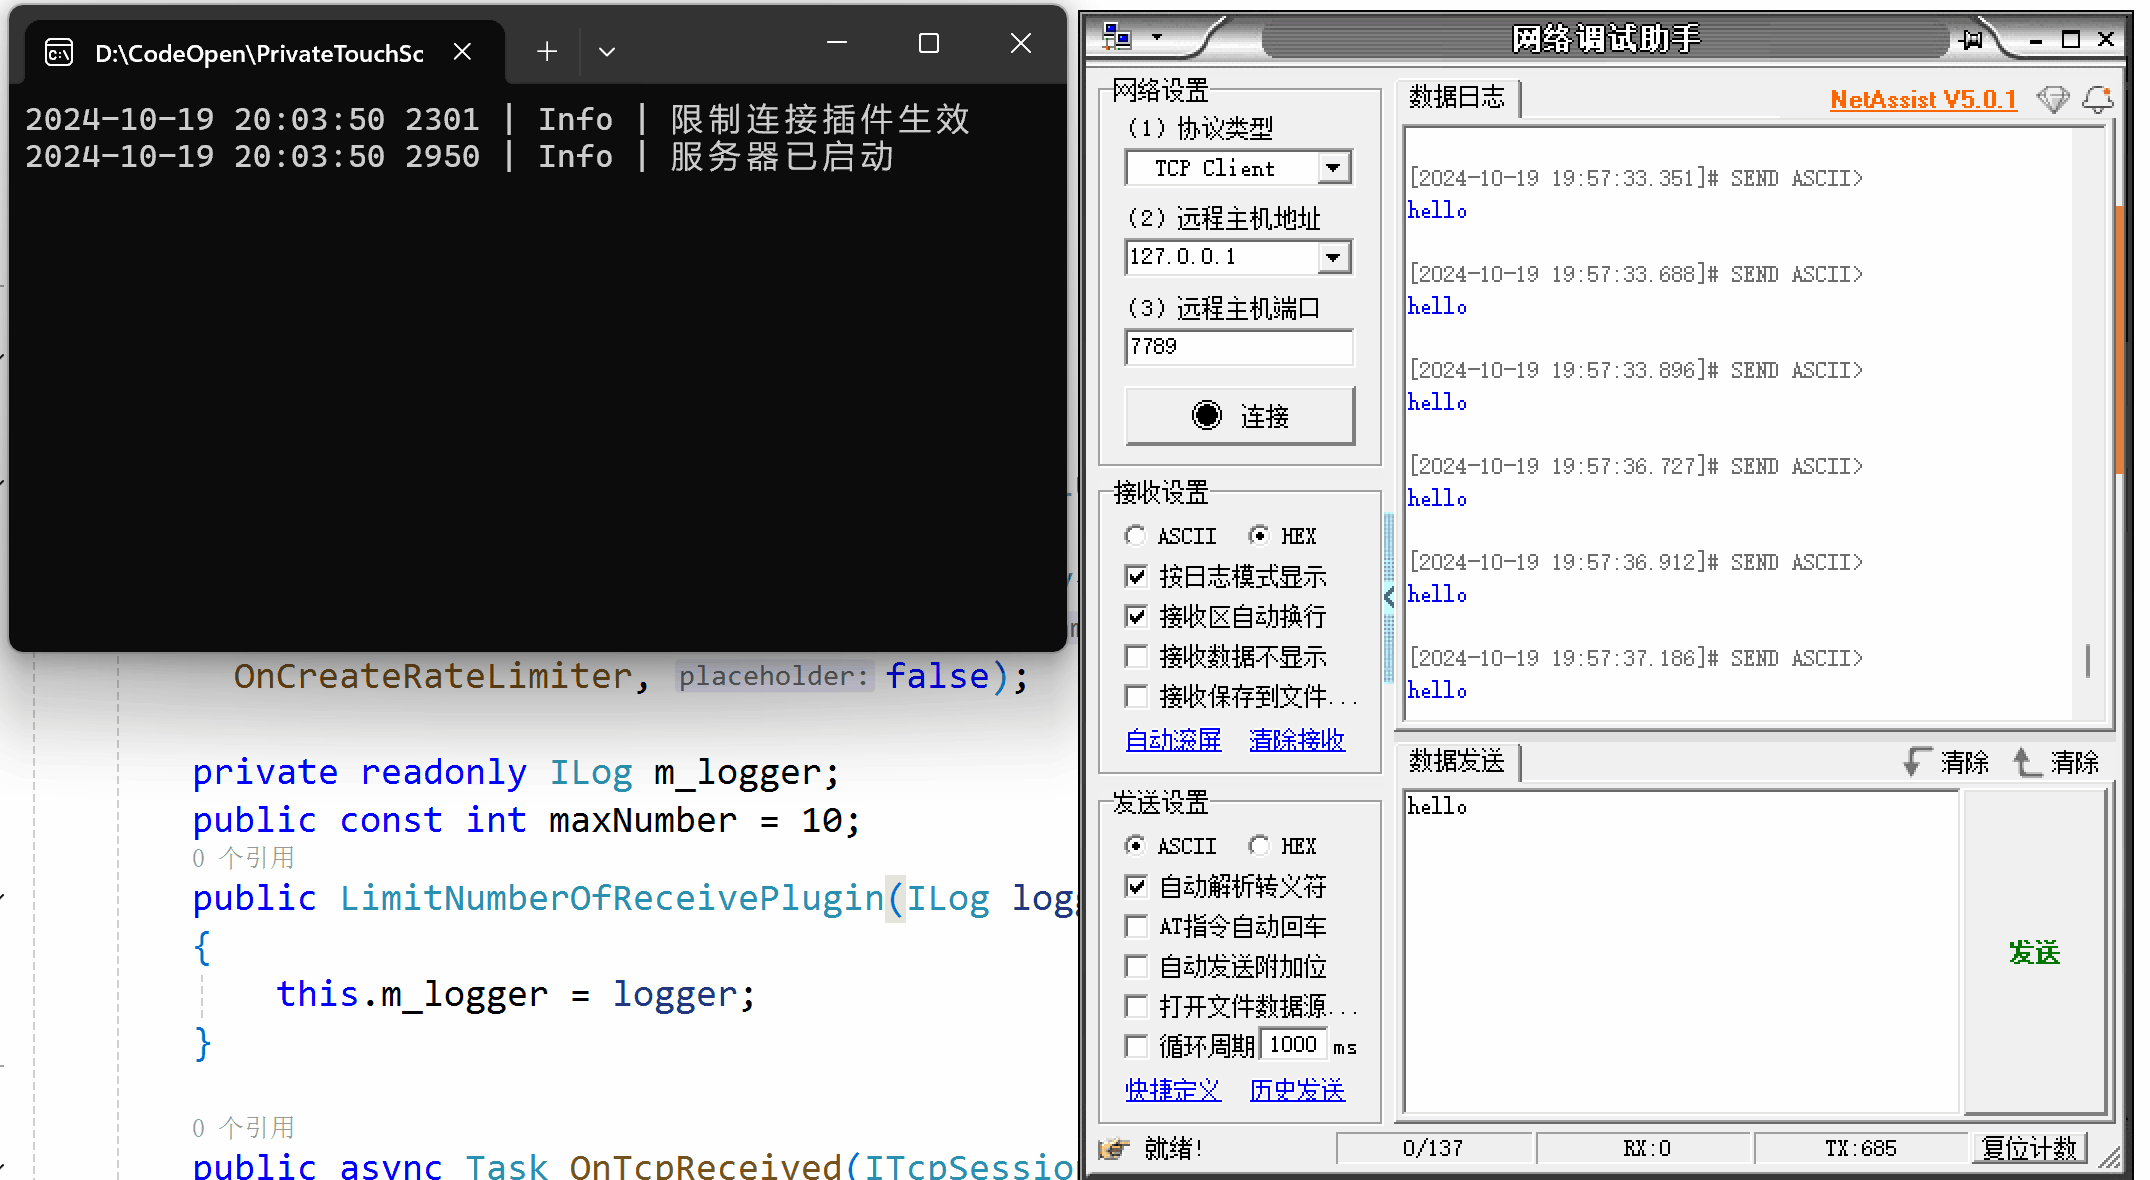 D:\CodeOpen\PrivateTouchSc
2024-10-19 20:03:50 2301 | Info | 限制连接插件生效
2024-10-19 20:03:50 2950 | Info | 服务器已启动
OnCreateRateLimiter, placeholder: false);
private readonly ILog m_logger;
public const int maxNumber = 10;
0 个引用
public LimitNumberOfReceivePlugin(ILog logg
{
this.m_logger = logger;
}
0 个引用
public async Task OnTcpReceived(ITcpSessio
网络调试助手
网络设置
(1) 协议类型
TCP Client
(2) 远程主机地址
127.0.0.1
(3) 远程主机端口
7789
连接
接收设置
ASCII HEX
按日志模式显示
接收区自动换行
接收数据不显示
接收保存到文件...
自动滚屏 清除接收
发送设置
ASCII HEX
自动解析转义符
AT指令自动回车
自动发送附加位
打开文件数据源...
循环周期 1000 ms
快捷定义 历史发送
数据日志
NetAssist V5.0.1
[2024-10-19 19:57:33.351]# SEND ASCII>
hello
[2024-10-19 19:57:33.688]# SEND ASCII>
hello
[2024-10-19 19:57:33.896]# SEND ASCII>
hello
[2024-10-19 19:57:36.727]# SEND ASCII>
hello
[2024-10-19 19:57:36.912]# SEND ASCII>
hello
[2024-10-19 19:57:37.186]# SEND ASCII>
hello
数据发送 清除 清除
hello
发送
就绪! 0/137 RX:0 TX:685 复位计数